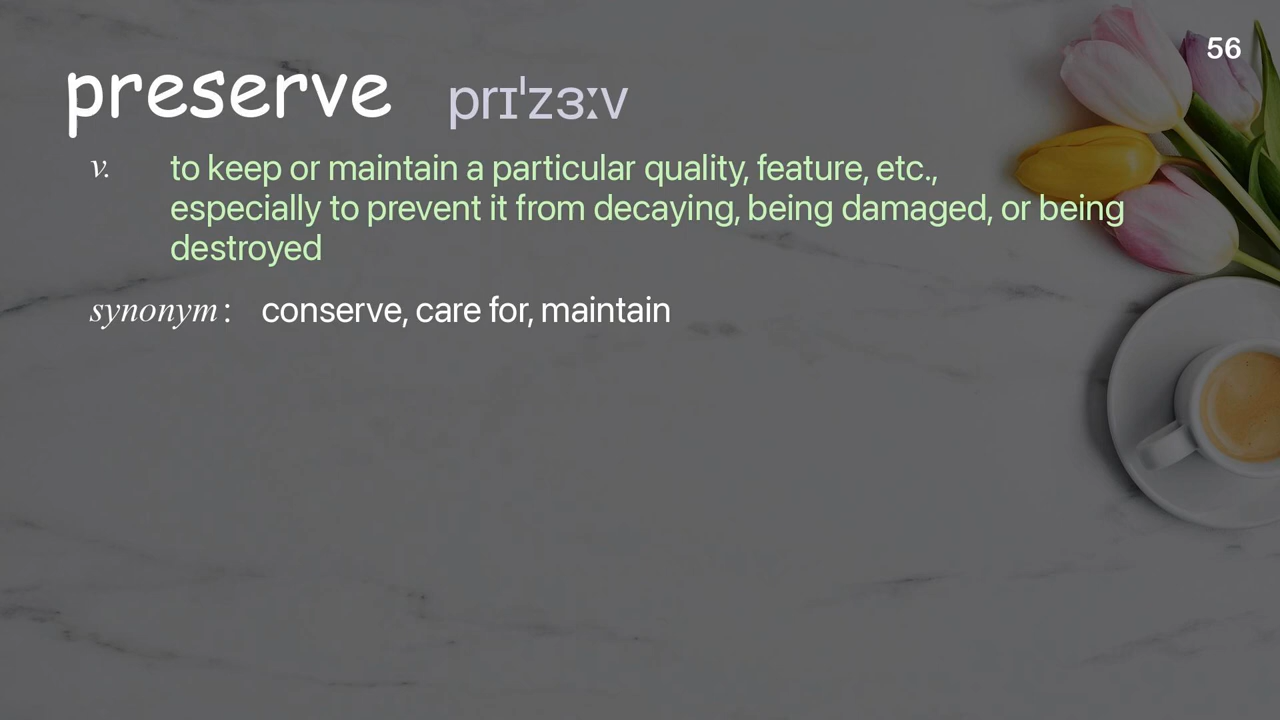 56
preserve prɪˈzɜːv
v. to keep or maintain a particular quality, feature, etc.,
especially to prevent it from decaying, being damaged, or being
destroyed
synonym: conserve, care for, maintain